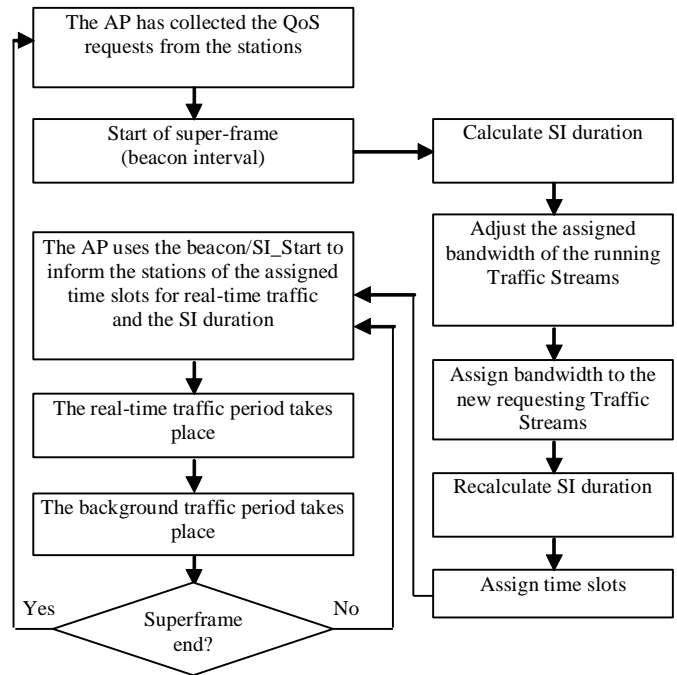 The AP has collected the QoS
requests from the stations
Start of super-frame
(beacon interval)
Calculate SI duration
Adjust the assigned
bandwidth of the running
Traffic Streams
Assign bandwidth to the
new requesting Traffic
Streams
Recalculate SI duration
Assign time slots
The AP uses the beacon/SI_Start to
inform the stations of the assigned
time slots for real-time traffic
and the SI duration
The real-time traffic period takes
place
The background traffic period takes
place
Superframe
end?
Yes
No